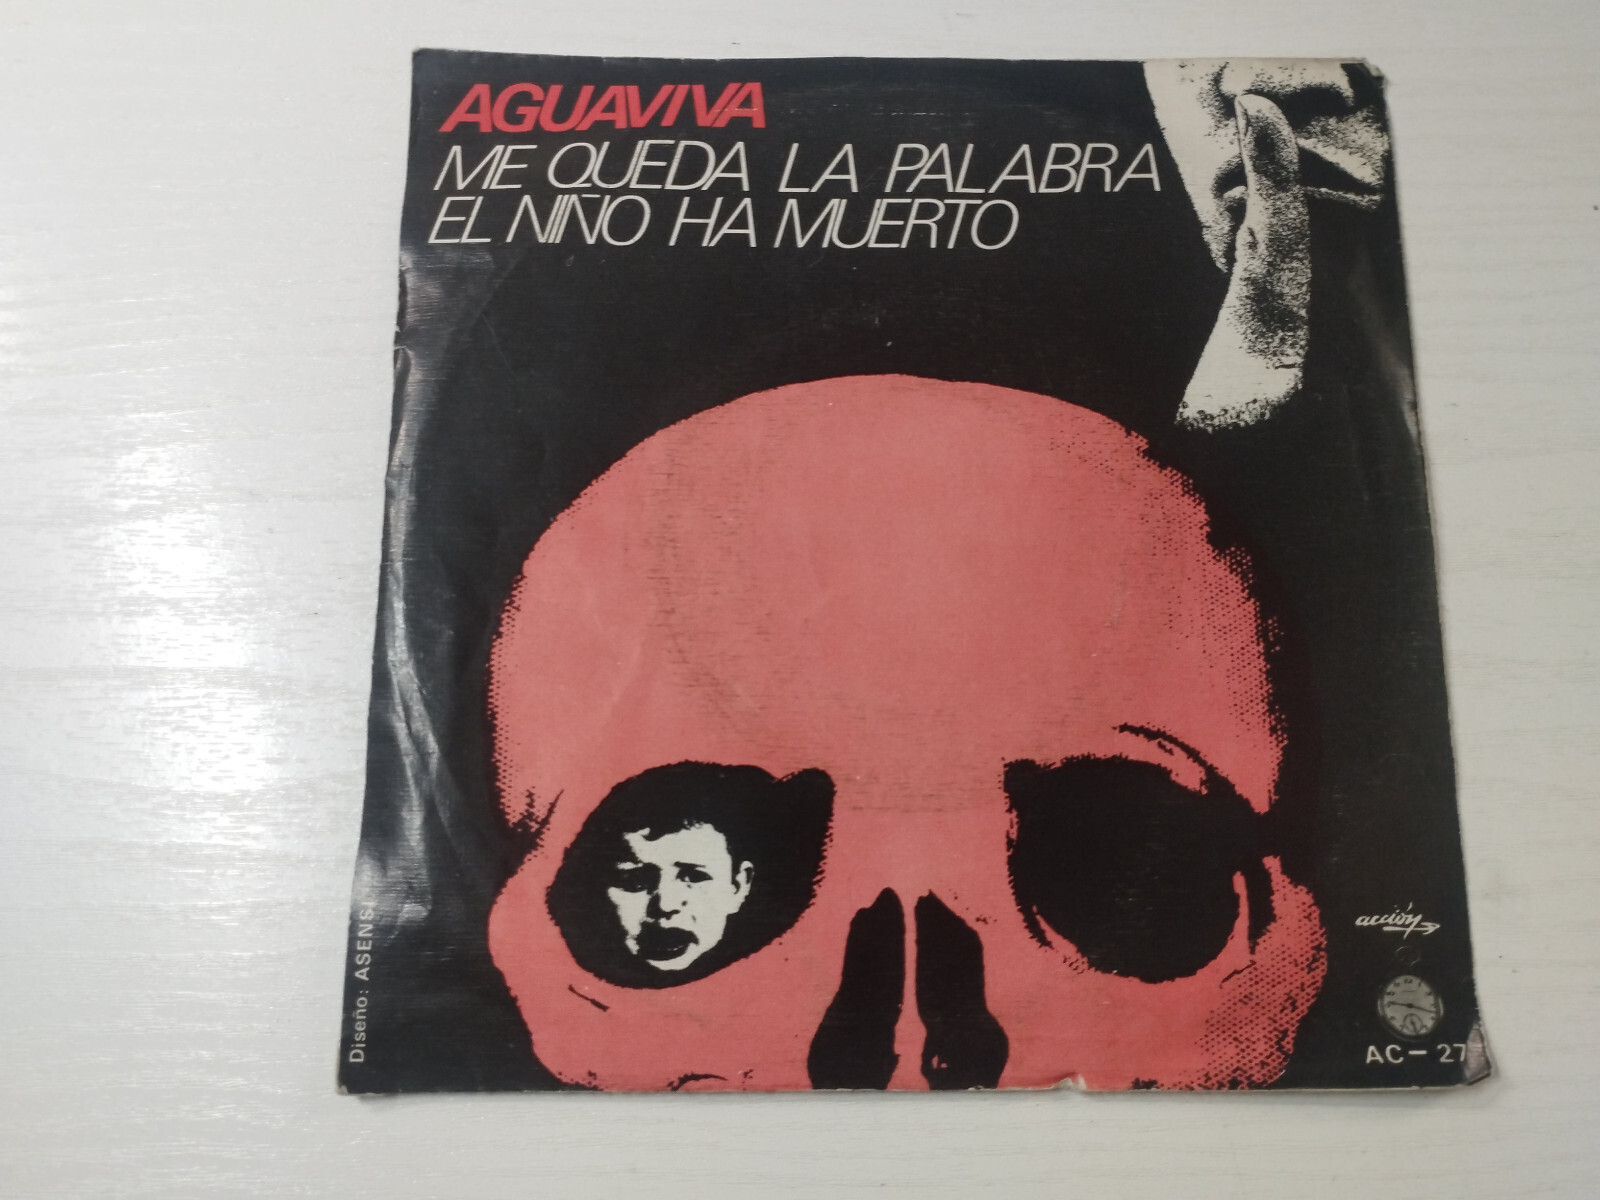 AGUAVIVA
ME QUEDA LA PALABRA
EL NIÑO HA MUERTO
Diseño: ASENSI
acción
AC-27